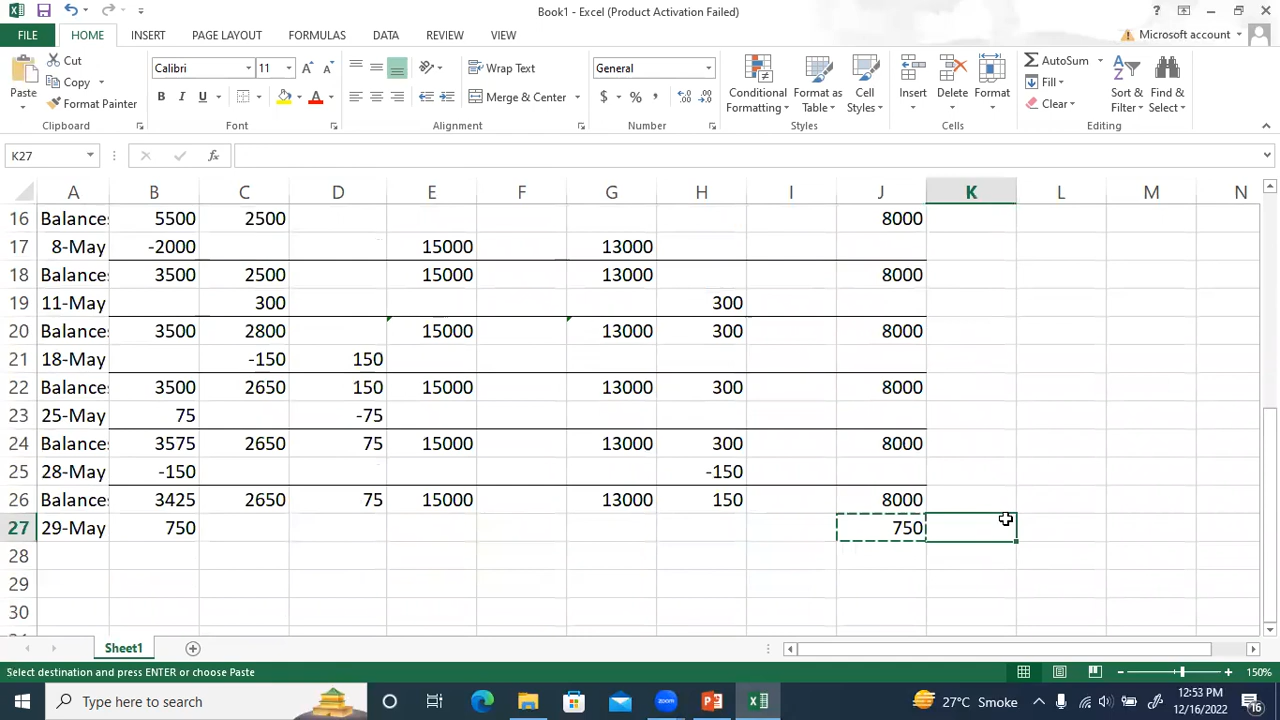 Book1 - Excel (Product Activation Failed)
FILE HOME INSERT PAGE LAYOUT FORMULAS DATA REVIEW VIEW Microsoft account
Cut
Copy
Format Painter
Paste
Clipboard
Calibri 11
B I U A
Font
Wrap Text
Merge & Center
Alignment
General
$ % ,
Number
Conditional Formatting
Format as Table
Cell Styles
Styles
Insert
Delete
Format
Cells
AutoSum
Fill
Clear
Sort & Filter
Find & Select
Editing
K27
A B C D E F G H I J K L M N
16 Balance 5500 2500 8000
17 8-May -2000 15000 13000
18 Balance 3500 2500 15000 13000 8000
19 11-May 300 300
20 Balance 3500 2800 15000 13000 300 8000
21 18-May -150 150
22 Balance 3500 2650 150 15000 13000 300 8000
23 25-May 75 -75
24 Balance 3575 2650 75 15000 13000 300 8000
25 28-May -150 -150
26 Balance 3425 2650 75 15000 13000 150 8000
27 29-May 750 750
28
29
30
Sheet1
Select destination and press ENTER or choose Paste
150%
Type here to search
27°C Smoke
12:53 PM
12/16/2022
16